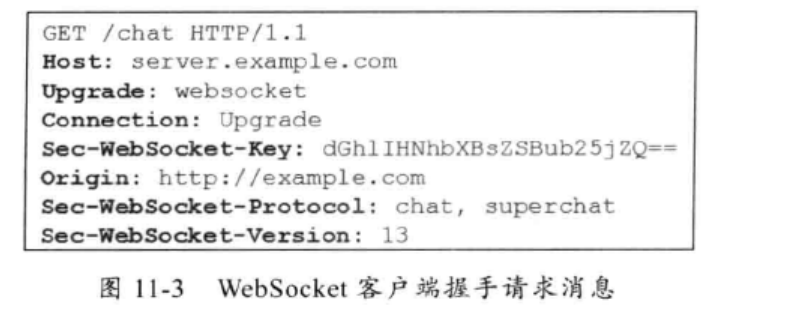 GET /chat HTTP/1.1
Host: server.example.com
Upgrade: websocket
Connection: Upgrade
Sec-WebSocket-Key: dGhlIHNhbXBsZSBub25jZQ==
Origin: http://example.com
Sec-WebSocket-Protocol: chat, superchat
Sec-WebSocket-Version: 13
图 11-3 WebSocket 客户端握手请求消息